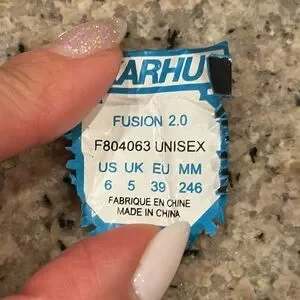 KARHU
FUSION 2.0
F804063 UNISEX
US UK EU MM
6 5 39 246
FABRIQUE EN CHINE
MADE IN CHINA